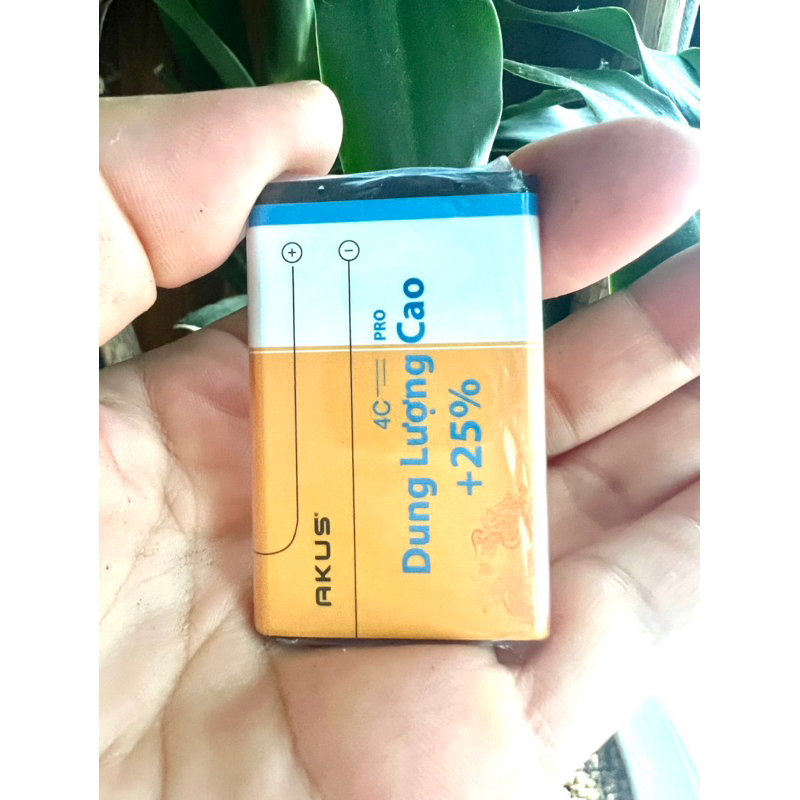 +
−
4C PRO
Dung Lượng Cao
+25%
AKUS®